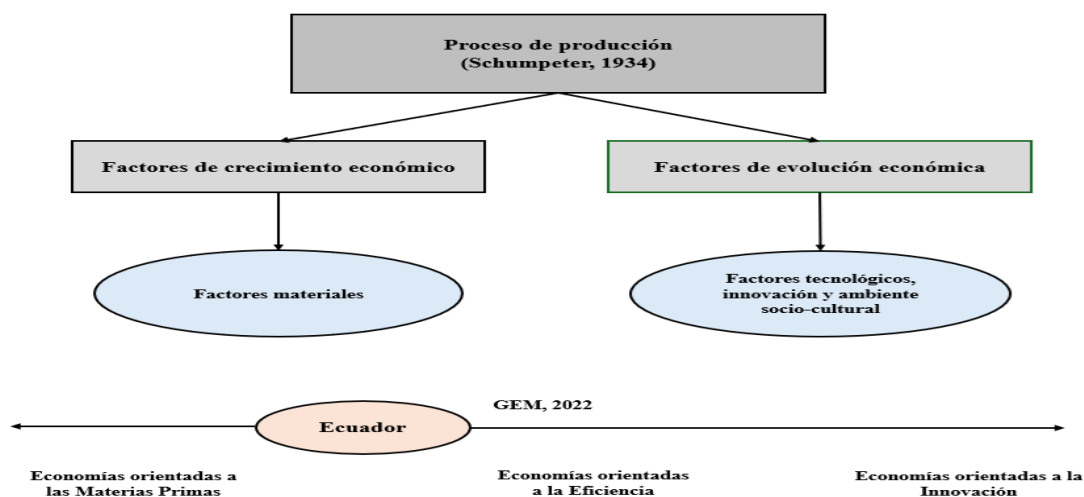 Proceso de producción
(Schumpeter, 1934)
Factores de crecimiento económico
Factores de evolución económica
Factores materiales
Factores tecnológicos,
innovación y ambiente
socio-cultural
GEM, 2022
Ecuador
Economías orientadas a
las Materias Primas
Economías orientadas
a la Eficiencia
Economías orientadas a la
Innovación